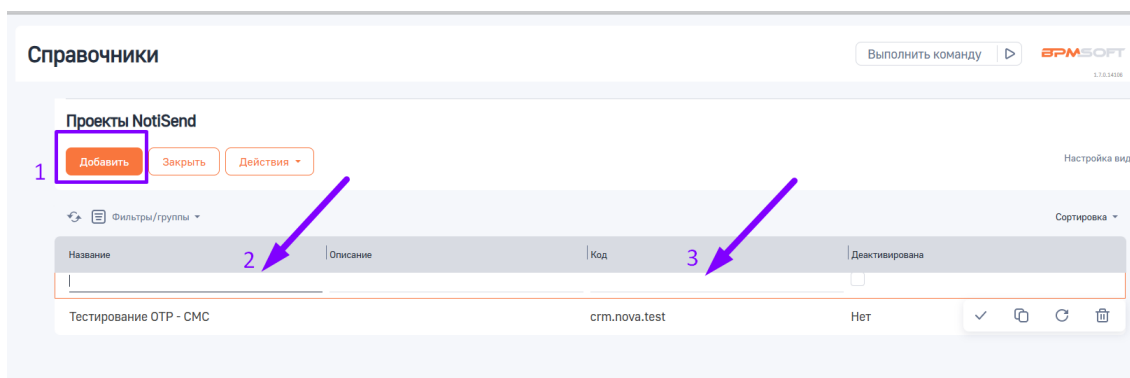 Справочники
Выполнить команду
BPMSOFT
1.7.0.14108
Проекты NotiSend
1
Добавить
Закрыть
Действия
Настройка вид
Фильтры/группы
Сортировка
Название
2
Описание
Код
3
Деактивирована
Тестирование ОТР - СМС
crm.nova.test
Нет